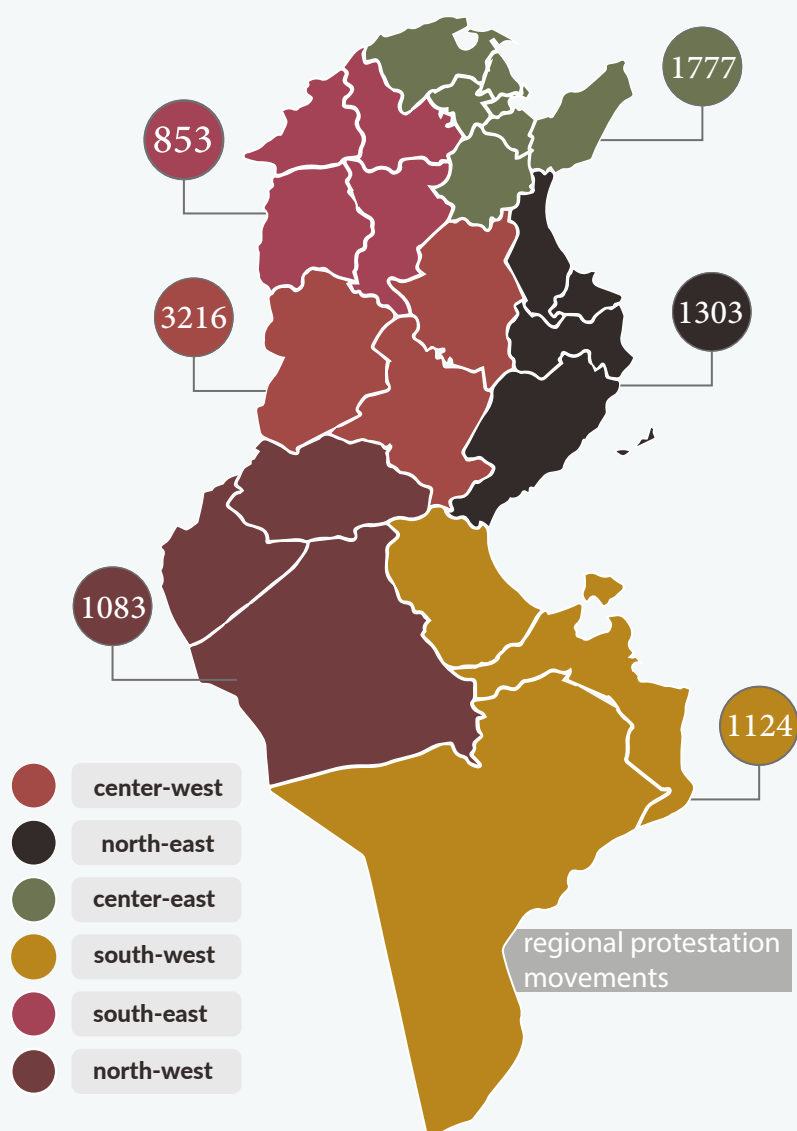 1777
853
3216
1303
1083
1124
center-west
north-east
center-east
south-west
south-east
north-west
regional protestation
movements